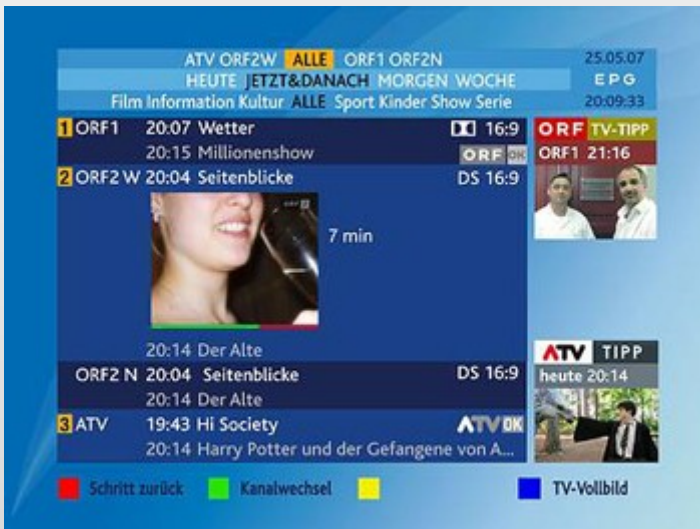 ATV ORF2W ALLE ORF1 ORF2N 25.05.07
HEUTE JETZT&DANACH MORGEN WOCHE EPG
Film Information Kultur ALLE Sport Kinder Show Serie 20:09:33
1 ORF1 20:07 Wetter 16:9
20:15 Millionenshow ORF OK
ORF TV-TIPP
ORF1 21:16
2 ORF2 W 20:04 Seitenblicke DS 16:9
7 min
20:14 Der Alte
ORF2 N 20:04 Seitenblicke DS 16:9
20:14 Der Alte
ATV TIPP
heute 20:14
3 ATV 19:43 Hi Society ATV OK
20:14 Harry Potter und der Gefangene von A...
Schritt zurück Kanalwechsel TV-Vollbild